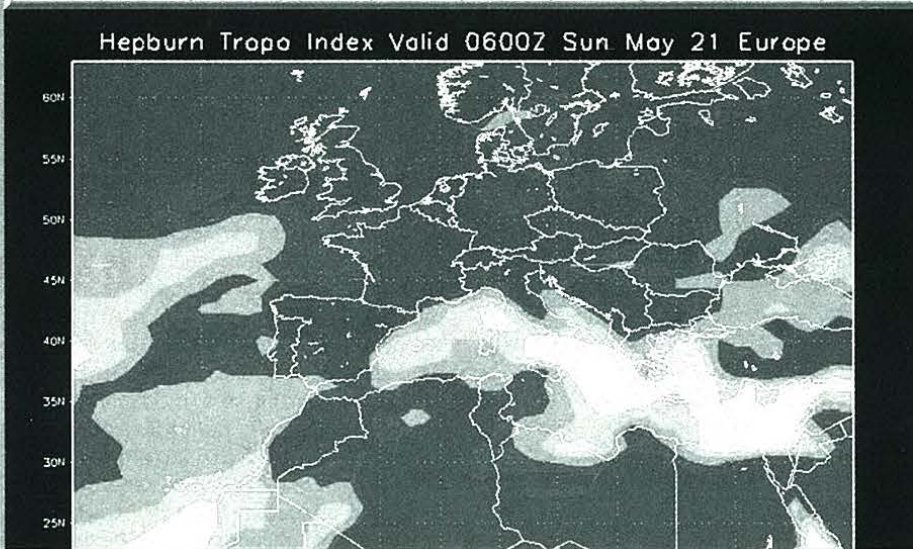 Hepburn Tropo Index Valid 0600Z Sun May 21 Europe
60N
55N
50N
45N
40N
35N
30N
25N